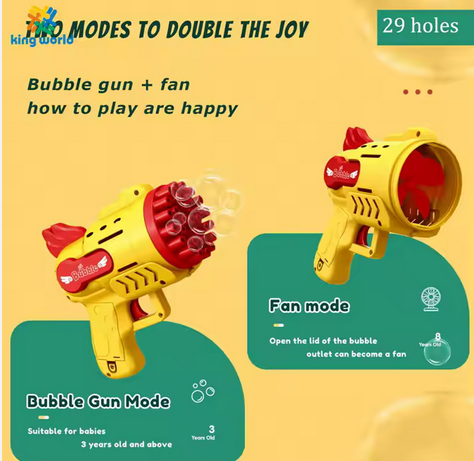 TWO MODES TO DOUBLE THE JOY
king world
29 holes
Bubble gun + fan
how to play are happy
Bubble
Bubble
Fan mode
Open the lid of the bubble
outlet can become a fan
8
Years Old
Bubble Gun Mode
Suitable for babies
3 years old and above
3
Years Old